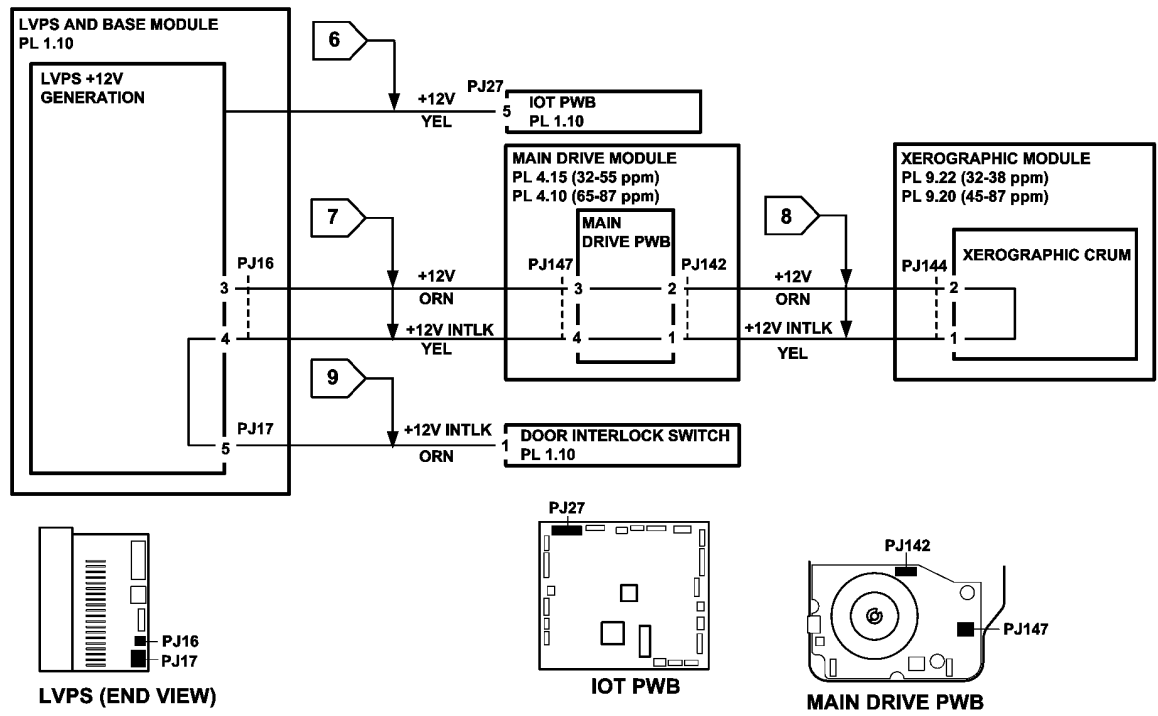 LVPS AND BASE MODULE
PL 1.10
LVPS +12V
GENERATION
6
+12V
YEL
PJ27
5
IOT PWB
PL 1.10
MAIN DRIVE MODULE
PL 4.15 (32-55 ppm)
PL 4.10 (65-87 ppm)
MAIN
DRIVE PWB
XEROGRAPHIC MODULE
PL 9.22 (32-38 ppm)
PL 9.20 (45-87 ppm)
XEROGRAPHIC CRUM
7
8
PJ16
PJ147
PJ142
PJ144
3
+12V
ORN
3
2
+12V
ORN
2
4
+12V INTLK
YEL
4
1
+12V INTLK
YEL
1
9
PJ17
5
+12V INTLK
ORN
1
DOOR INTERLOCK SWITCH
PL 1.10
PJ16
PJ17
LVPS (END VIEW)
PJ27
IOT PWB
PJ142
PJ147
MAIN DRIVE PWB